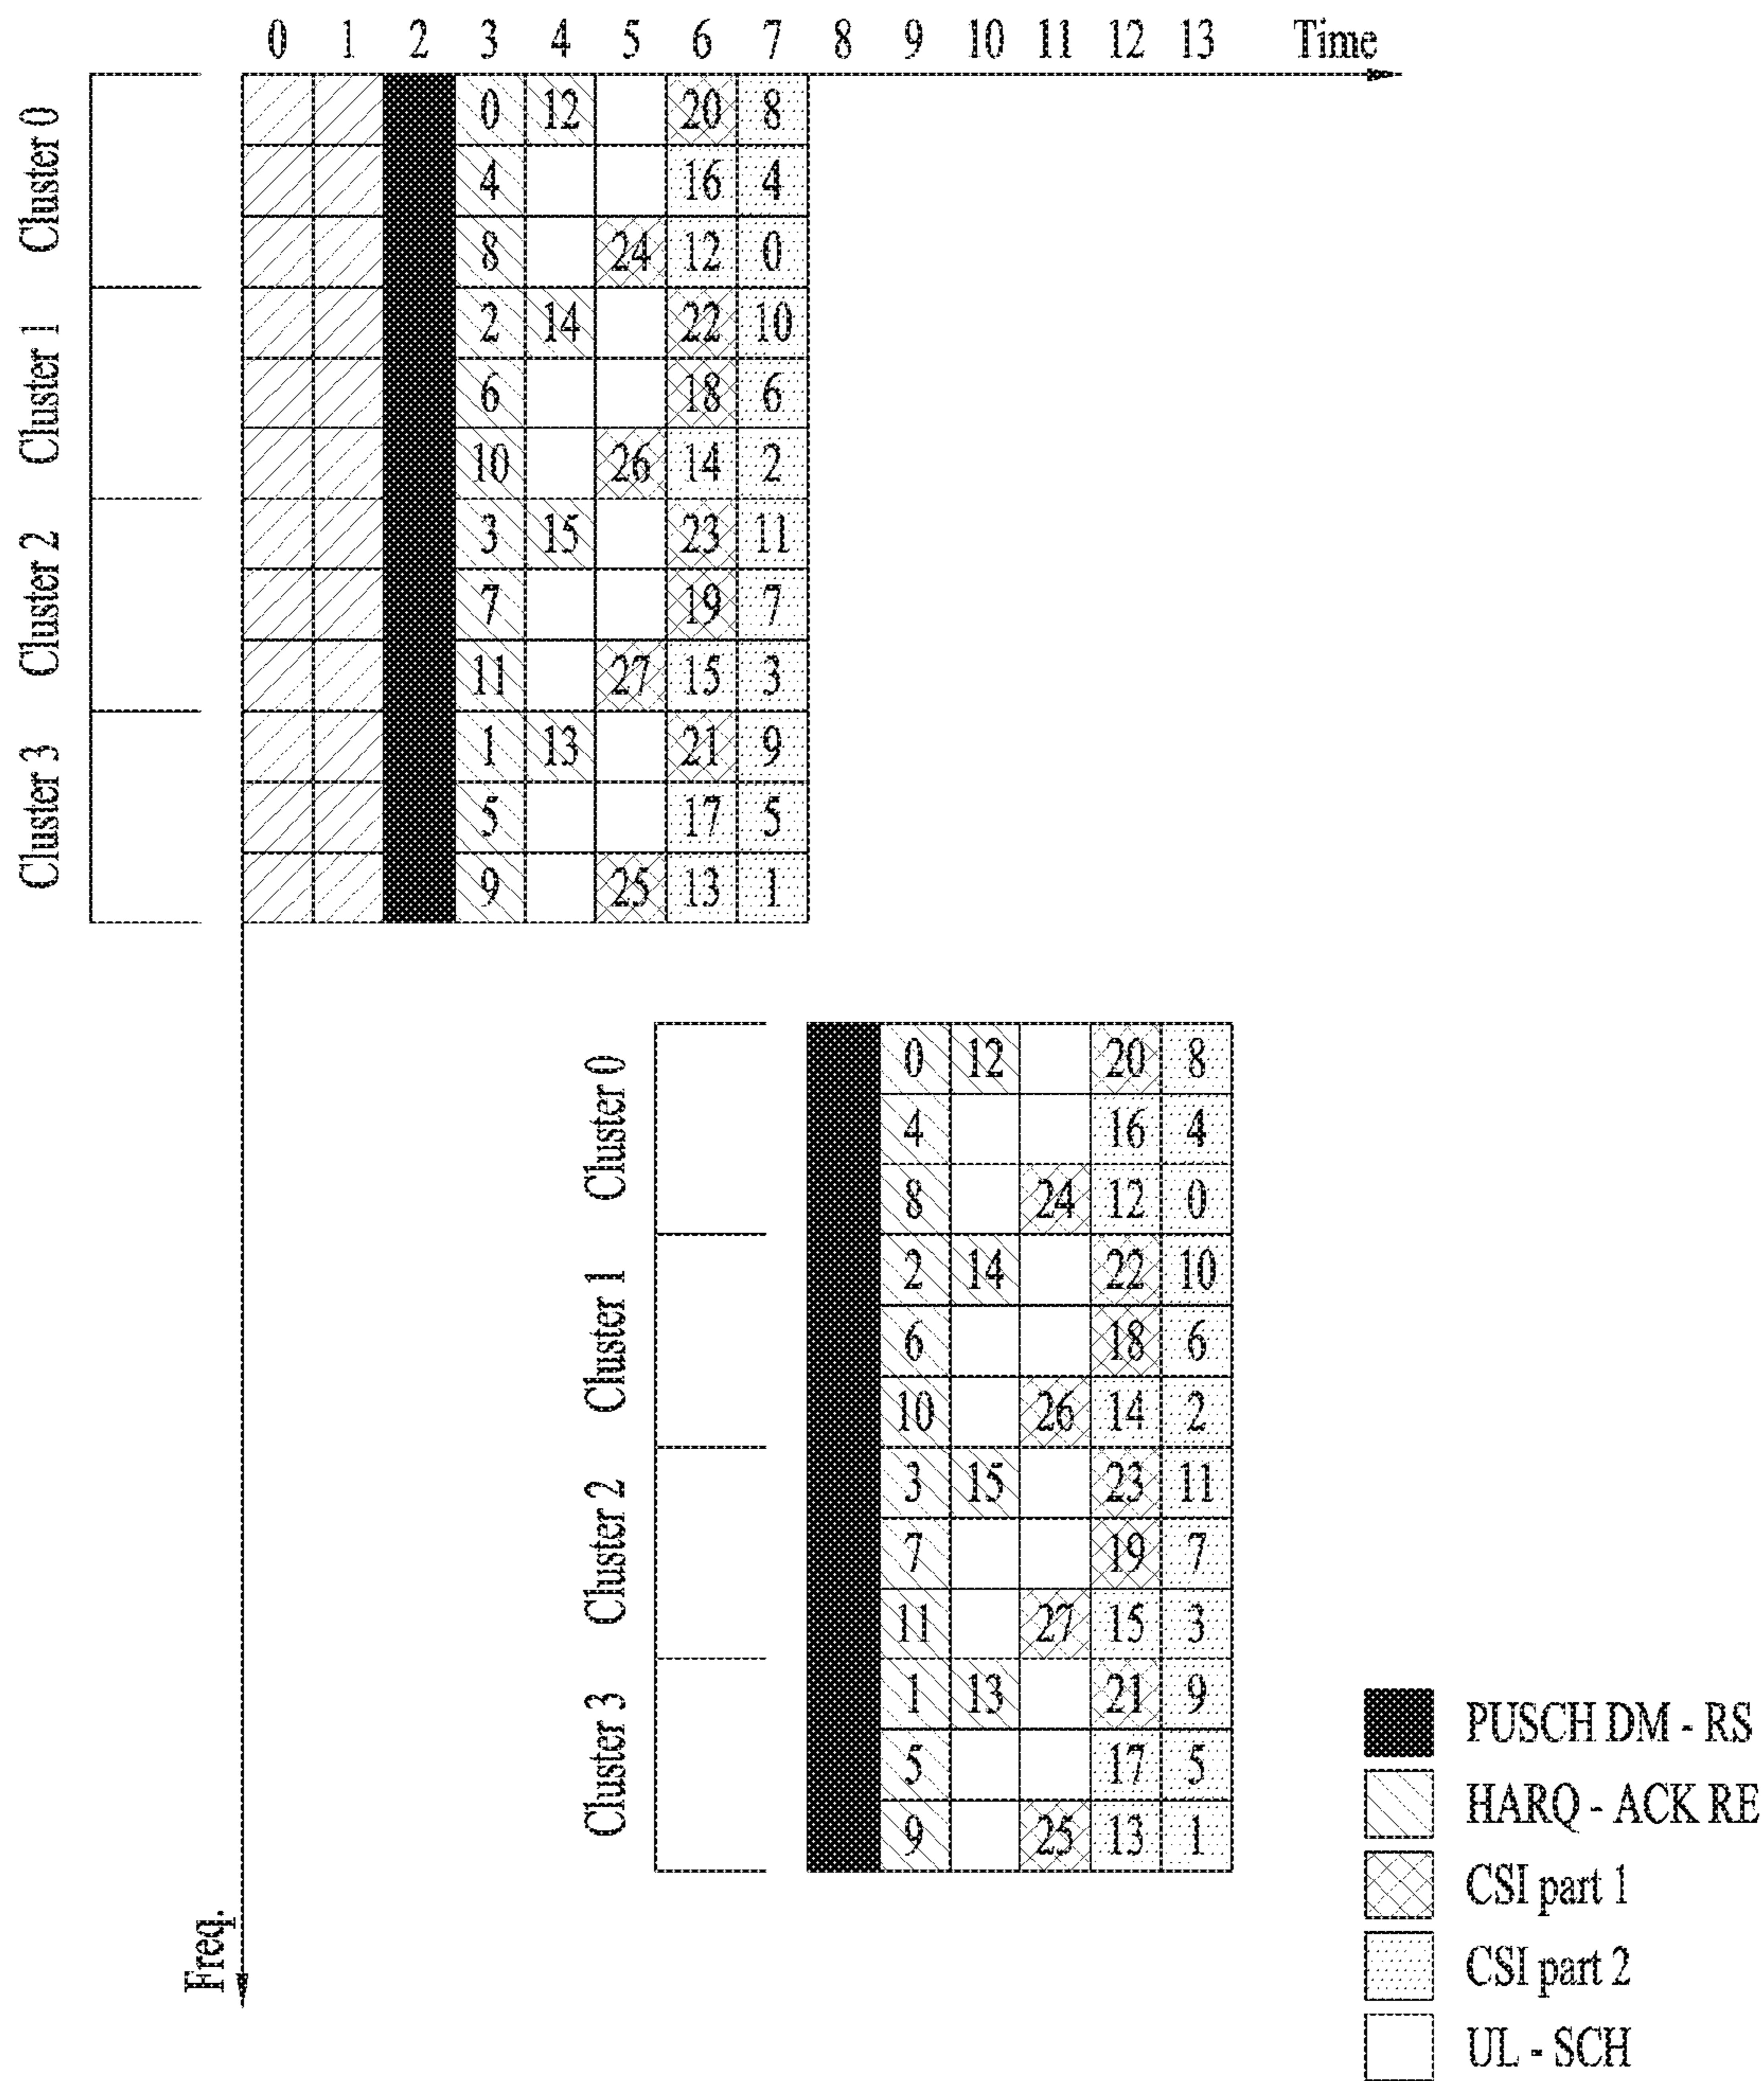 0 1 2 3 4 5 6 7 8 9 10 11 12 13 Time
Cluster 0
Cluster 1
Cluster 2
Cluster 3
0 12 20 8
4 16 4
8 24 12 0
2 14 22 10
6 18 6
10 26 14 2
3 15 23 11
7 19 7
11 27 15 3
1 13 21 9
5 17 5
9 25 13 1
Cluster 0
Cluster 1
Cluster 2
Cluster 3
0 12 20 8
4 16 4
8 24 12 0
2 14 22 10
6 18 6
10 26 14 2
3 15 23 11
7 19 7
11 27 15 3
1 13 21 9
5 17 5
9 25 13 1
Freq.
PUSCH DM - RS
HARQ - ACK RE
CSI part 1
CSI part 2
UL - SCH